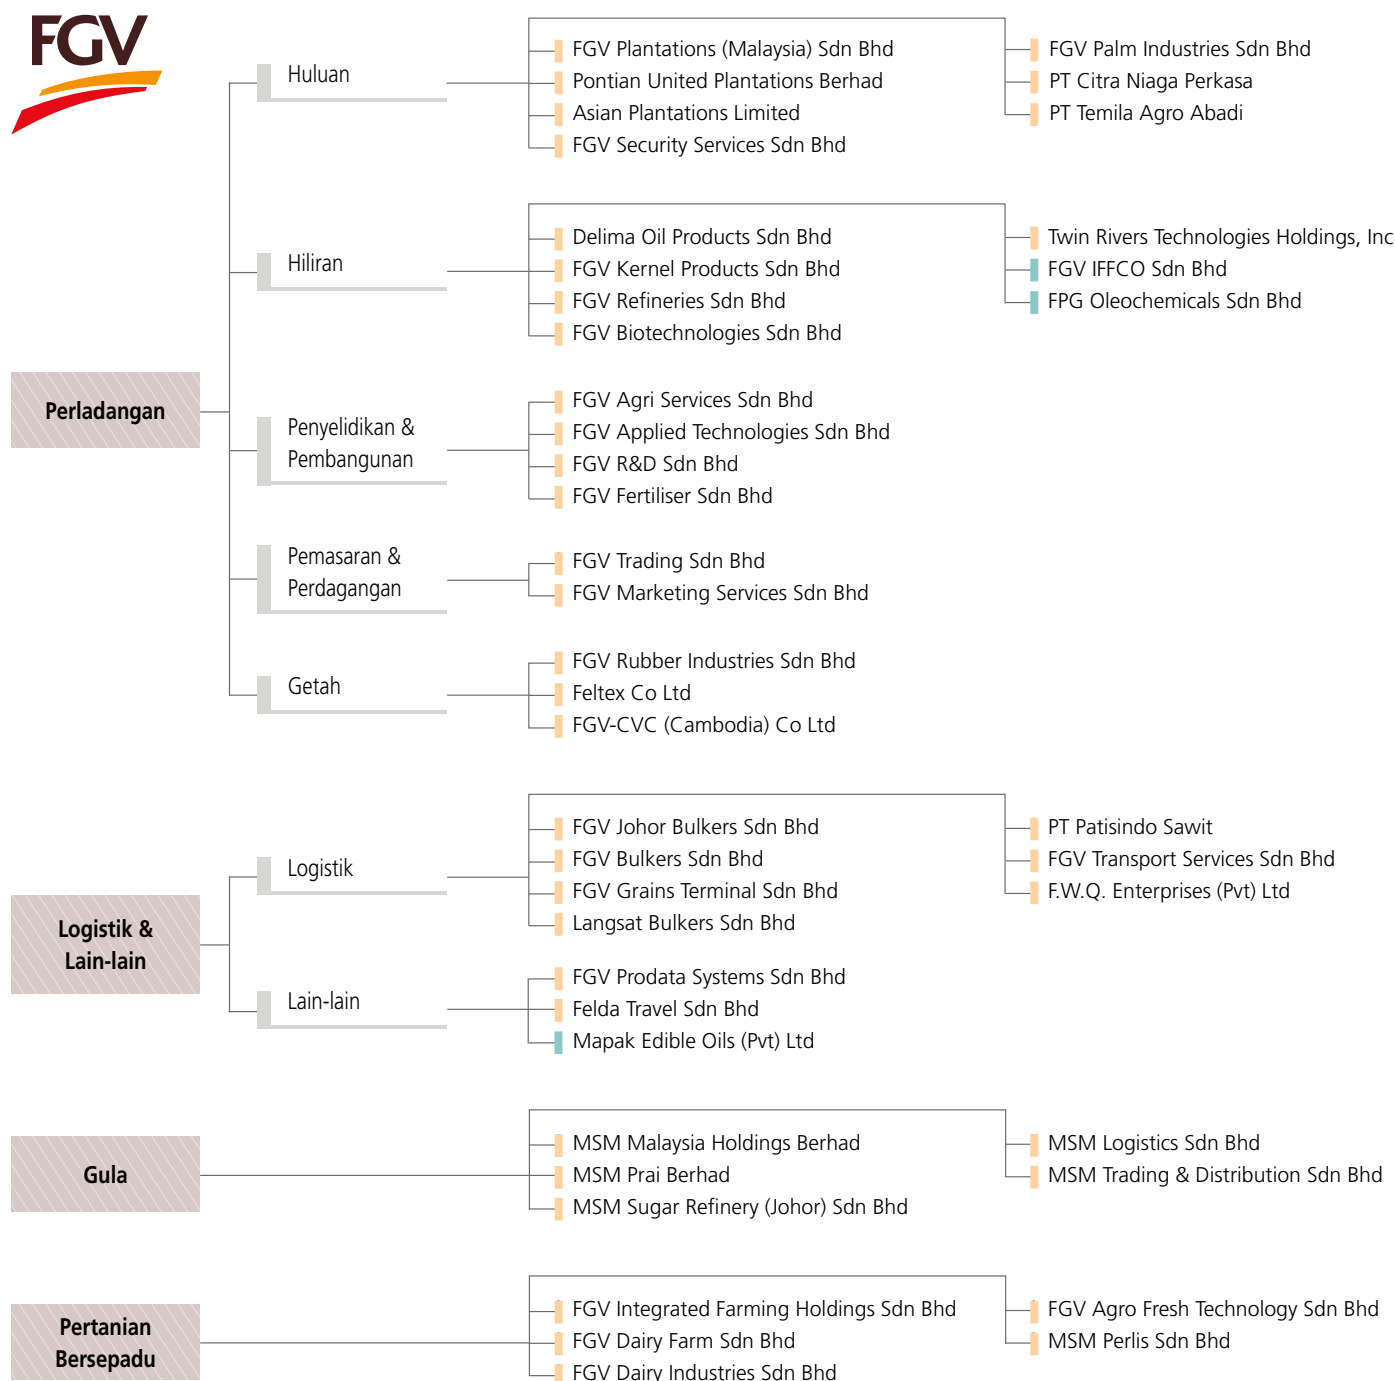 FGV
Perladangan
Huluan
FGV Plantations (Malaysia) Sdn Bhd
Pontian United Plantations Berhad
Asian Plantations Limited
FGV Security Services Sdn Bhd
FGV Palm Industries Sdn Bhd
PT Citra Niaga Perkasa
PT Temila Agro Abadi
Hiliran
Delima Oil Products Sdn Bhd
FGV Kernel Products Sdn Bhd
FGV Refineries Sdn Bhd
FGV Biotechnologies Sdn Bhd
Twin Rivers Technologies Holdings, Inc
FGV IFFCO Sdn Bhd
FPG Oleochemicals Sdn Bhd
Penyelidikan &
Pembangunan
FGV Agri Services Sdn Bhd
FGV Applied Technologies Sdn Bhd
FGV R&D Sdn Bhd
FGV Fertiliser Sdn Bhd
Pemasaran &
Perdagangan
FGV Trading Sdn Bhd
FGV Marketing Services Sdn Bhd
Getah
FGV Rubber Industries Sdn Bhd
Feltex Co Ltd
FGV-CVC (Cambodia) Co Ltd
Logistik &
Lain-lain
Logistik
FGV Johor Bulkers Sdn Bhd
FGV Bulkers Sdn Bhd
FGV Grains Terminal Sdn Bhd
Langsat Bulkers Sdn Bhd
PT Patisindo Sawit
FGV Transport Services Sdn Bhd
F.W.Q. Enterprises (Pvt) Ltd
Lain-lain
FGV Prodata Systems Sdn Bhd
Felda Travel Sdn Bhd
Mapak Edible Oils (Pvt) Ltd
Gula
MSM Malaysia Holdings Berhad
MSM Prai Berhad
MSM Sugar Refinery (Johor) Sdn Bhd
MSM Logistics Sdn Bhd
MSM Trading & Distribution Sdn Bhd
Pertanian
Bersepadu
FGV Integrated Farming Holdings Sdn Bhd
FGV Dairy Farm Sdn Bhd
FGV Dairy Industries Sdn Bhd
FGV Agro Fresh Technology Sdn Bhd
MSM Perlis Sdn Bhd